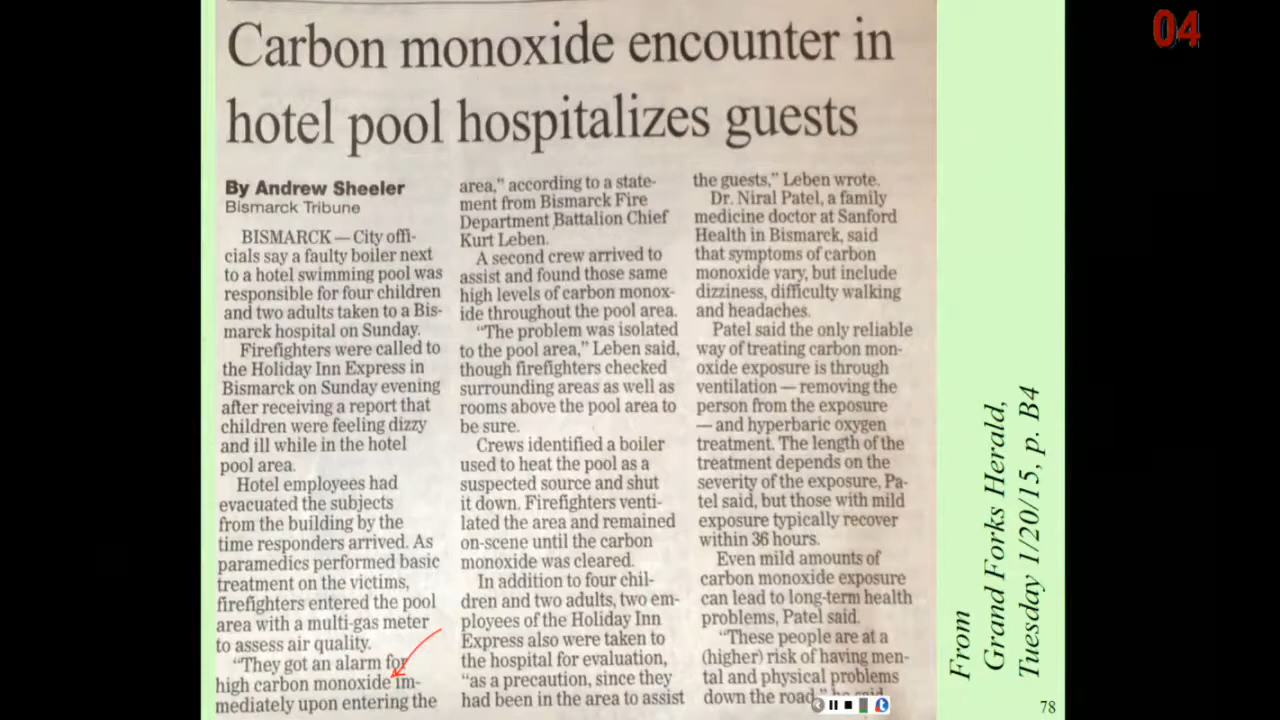 Carbon monoxide encounter in
hotel pool hospitalizes guests
By Andrew Sheeler
Bismarck Tribune
BISMARCK — City offi-
cials say a faulty boiler next
to a hotel swimming pool was
responsible for four children
and two adults taken to a Bis-
marck hospital on Sunday.
Firefighters were called to
the Holiday Inn Express in
Bismarck on Sunday evening
after receiving a report that
children were feeling dizzy
and ill while in the hotel
pool area.
Hotel employees had
evacuated the subjects
from the building by the
time responders arrived. As
paramedics performed basic
treatment on the victims,
firefighters entered the pool
area with a multi-gas meter
to assess air quality.
“They got an alarm for
high carbon monoxide im-
mediately upon entering the
area,” according to a state-
ment from Bismarck Fire
Department Battalion Chief
Kurt Leben.
A second crew arrived to
assist and found those same
high levels of carbon monox-
ide throughout the pool area.
“The problem was isolated
to the pool area,” Leben said,
though firefighters checked
surrounding areas as well as
rooms above the pool area to
be sure.
Crews identified a boiler
used to heat the pool as a
suspected source and shut
it down. Firefighters venti-
lated the area and remained
on-scene until the carbon
monoxide was cleared.
In addition to four chil-
dren and two adults, two em-
ployees of the Holiday Inn
Express also were taken to
the hospital for evaluation,
“as a precaution, since they
had been in the area to assist
the guests,” Leben wrote.
Dr. Niral Patel, a family
medicine doctor at Sanford
Health in Bismarck, said
that symptoms of carbon
monoxide vary, but include
dizziness, difficulty walking
and headaches.
Patel said the only reliable
way of treating carbon mon-
oxide exposure is through
ventilation — removing the
person from the exposure
— and hyperbaric oxygen
treatment. The length of the
treatment depends on the
severity of the exposure, Pa-
tel said, but those with mild
exposure typically recover
within 36 hours.
Even mild amounts of
carbon monoxide exposure
can lead to long-term health
problems, Patel said.
“These people are at a
(higher) risk of having men-
tal and physical problems
down the road,” he said.
From
Grand Forks Herald,
Tuesday 1/20/15, p. B4
04
78